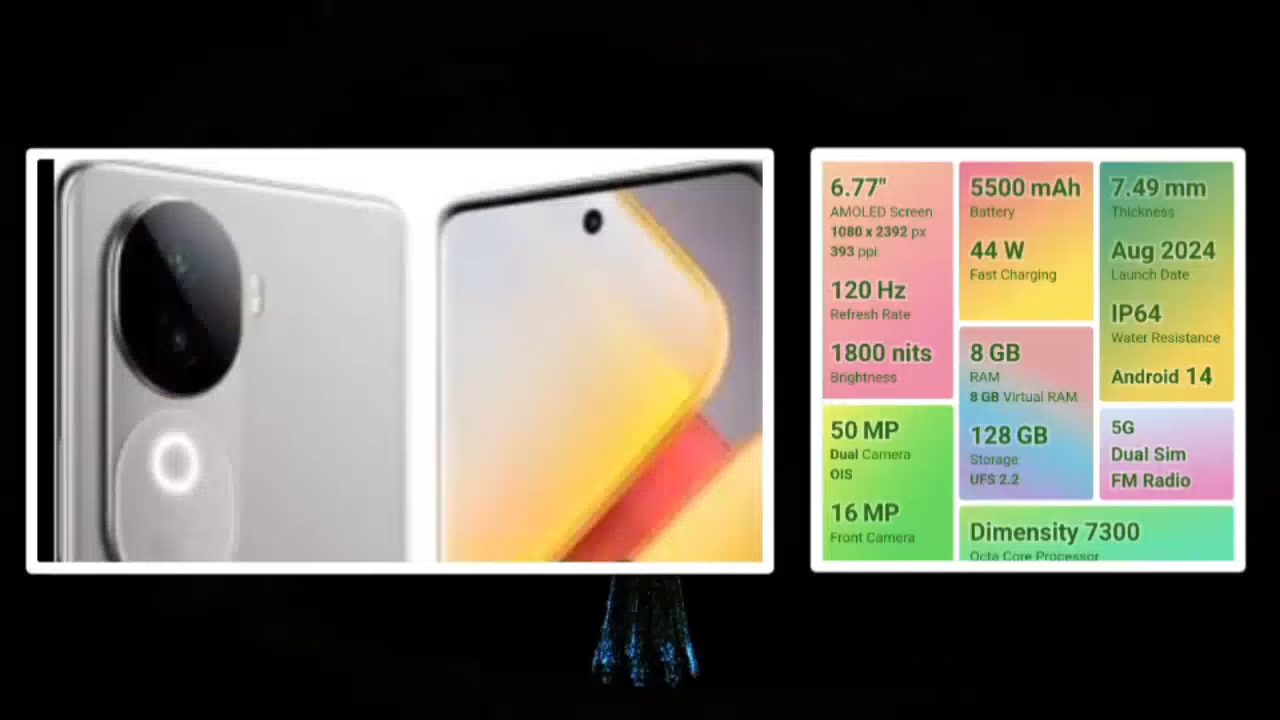 6.77"
AMOLED Screen
1080 x 2392 px
393 ppi
120 Hz
Refresh Rate
1800 nits
Brightness
50 MP
Dual Camera
OIS
16 MP
Front Camera
5500 mAh
Battery
44 W
Fast Charging
8 GB
RAM
8 GB Virtual RAM
128 GB
Storage
UFS 2.2
7.49 mm
Thickness
Aug 2024
Launch Date
IP64
Water Resistance
Android 14
5G
Dual Sim
FM Radio
Dimensity 7300
Octa Core Processor